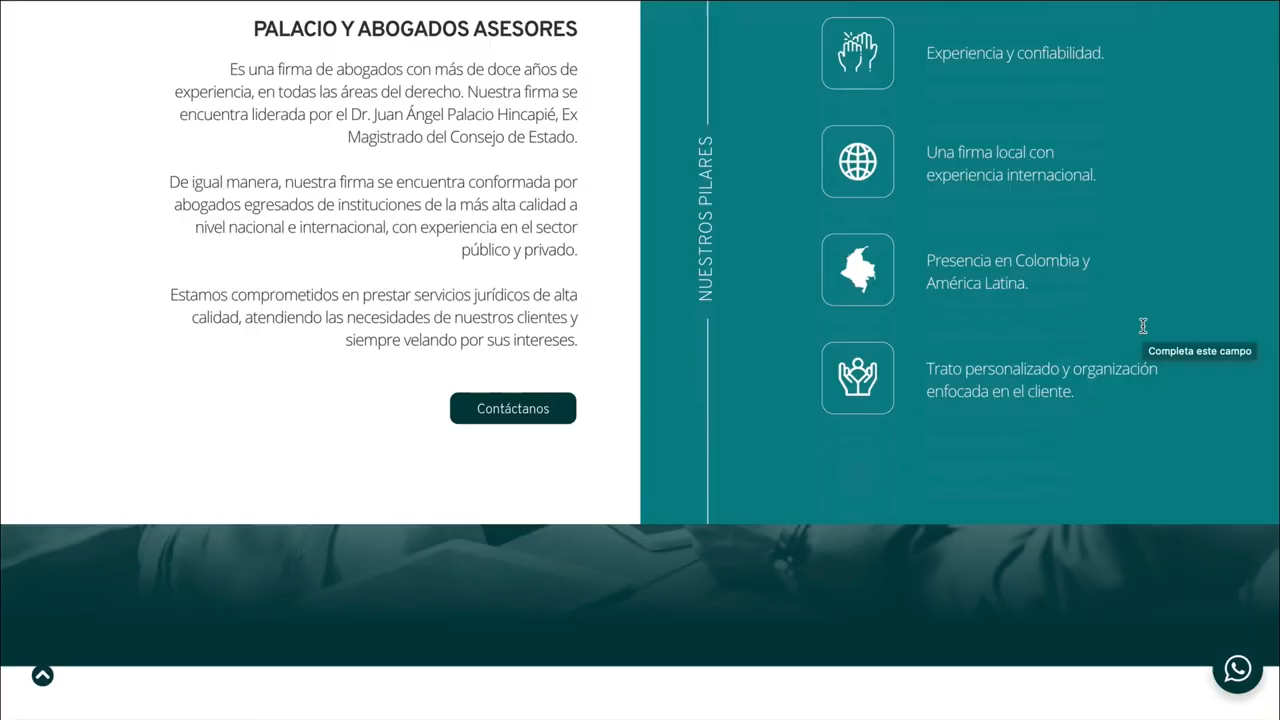 PALACIO Y ABOGADOS ASESORES
Es una firma de abogados con más de doce años de
experiencia, en todas las áreas del derecho. Nuestra firma se
encuentra liderada por el Dr. Juan Ángel Palacio Hincapié, Ex
Magistrado del Consejo de Estado.
De igual manera, nuestra firma se encuentra conformada por
abogados egresados de instituciones de la más alta calidad a
nivel nacional e internacional, con experiencia en el sector
público y privado.
Estamos comprometidos en prestar servicios jurídicos de alta
calidad, atendiendo las necesidades de nuestros clientes y
siempre velando por sus intereses.
Contáctanos
NUESTROS PILARES
Experiencia y confiabilidad.
Una firma local con
experiencia internacional.
Presencia en Colombia y
América Latina.
Completa este campo
Trato personalizado y organización
enfocada en el cliente.